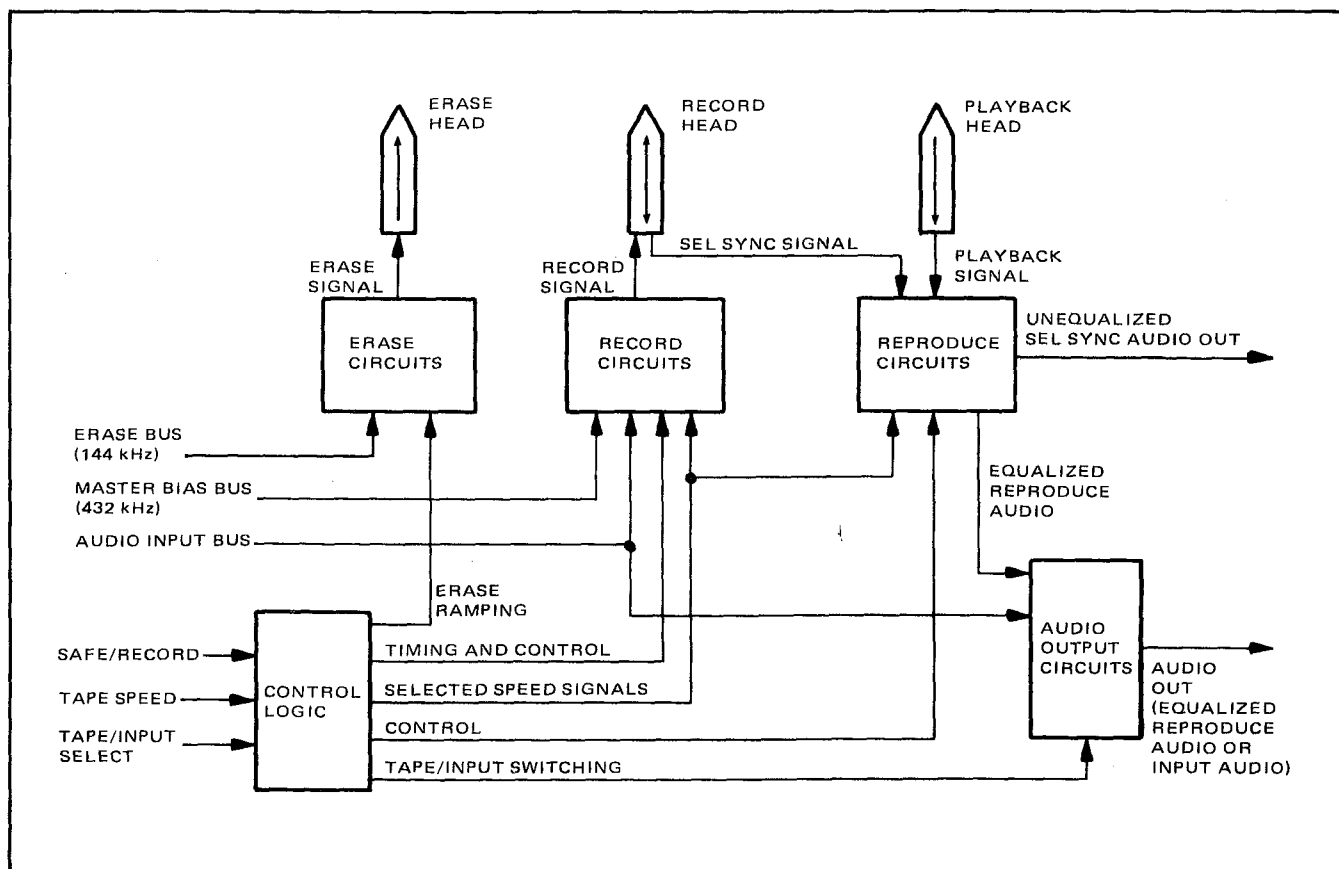 ERASE
HEAD
RECORD
HEAD
PLAYBACK
HEAD
SEL SYNC SIGNAL
ERASE
SIGNAL
RECORD
SIGNAL
PLAYBACK
SIGNAL
ERASE
CIRCUITS
RECORD
CIRCUITS
REPRODUCE
CIRCUITS
UNEQUALIZED
SEL SYNC AUDIO OUT
ERASE BUS
(144 kHz)
MASTER BIAS BUS
(432 kHz)
AUDIO INPUT BUS
EQUALIZED
REPRODUCE
AUDIO
ERASE
RAMPING
SAFE/RECORD
TAPE SPEED
TAPE/INPUT
SELECT
CONTROL
LOGIC
TIMING AND CONTROL
SELECTED SPEED SIGNALS
CONTROL
TAPE/INPUT SWITCHING
AUDIO
OUTPUT
CIRCUITS
AUDIO
OUT
(EQUALIZED
REPRODUCE
AUDIO OR
INPUT AUDIO)